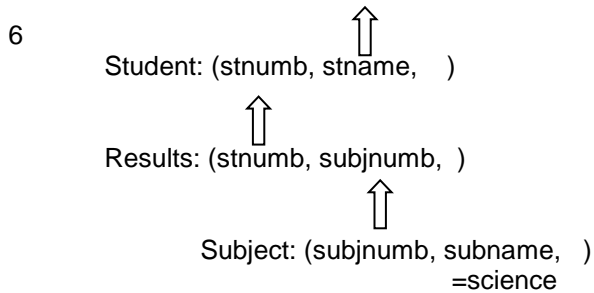 6
Student: (stnumb, stname, )
Results: (stnumb, subjnumb, )
Subject: (subjnumb, subname, )
=science